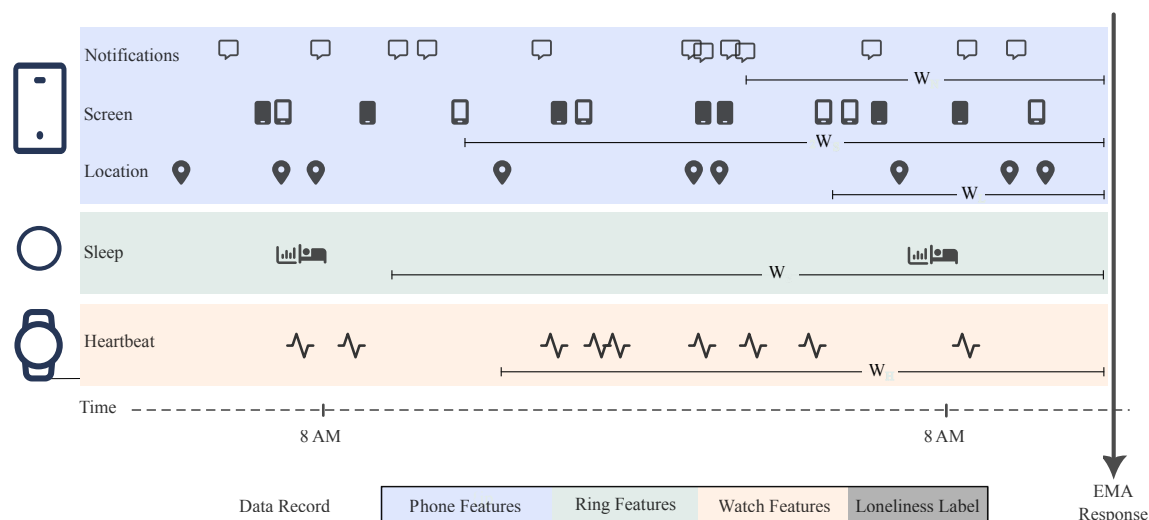 Notifications
W
Screen
W
Location
W
Sleep
W
Heartbeat
W
Time
8 AM
8 AM
EMA
Response
Data Record
Phone Features
Ring Features
Watch Features
Loneliness Label